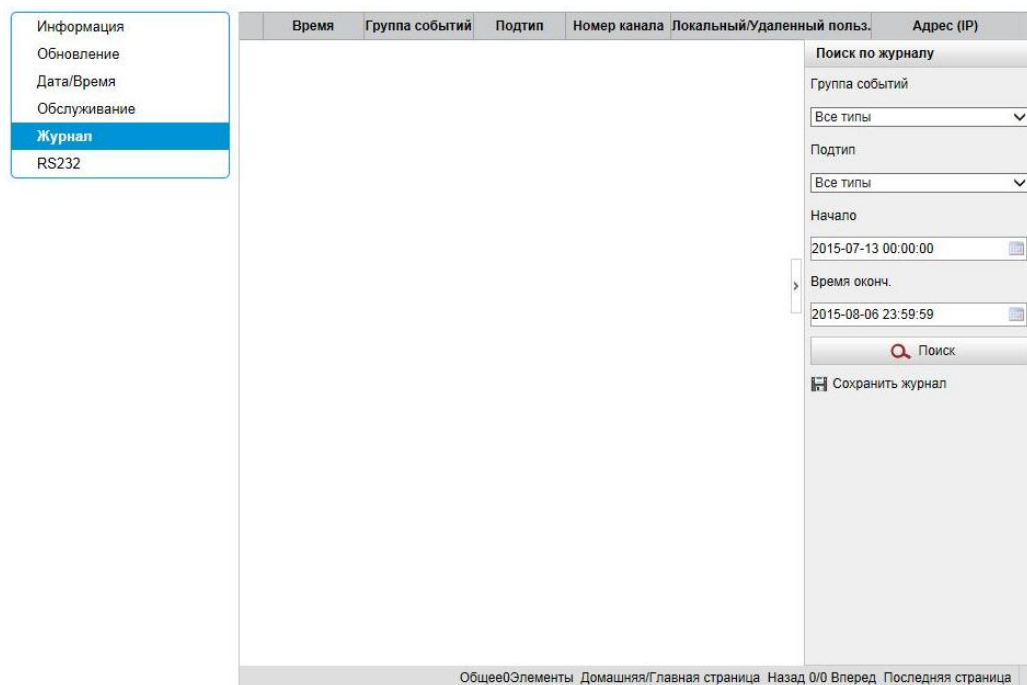 Информация
Обновление
Дата/Время
Обслуживание
Журнал
RS232
Время Группа событий Подтип Номер канала Локальный/Удаленный польз. Адрес (IP)
Поиск по журналу
Группа событий
Все типы
Подтип
Все типы
Начало
2015-07-13 00:00:00
Время оконч.
2015-08-06 23:59:59
Поиск
Сохранить журнал
Общее0Элементы Домашняя/Главная страница Назад 0/0 Вперед Последняя страница